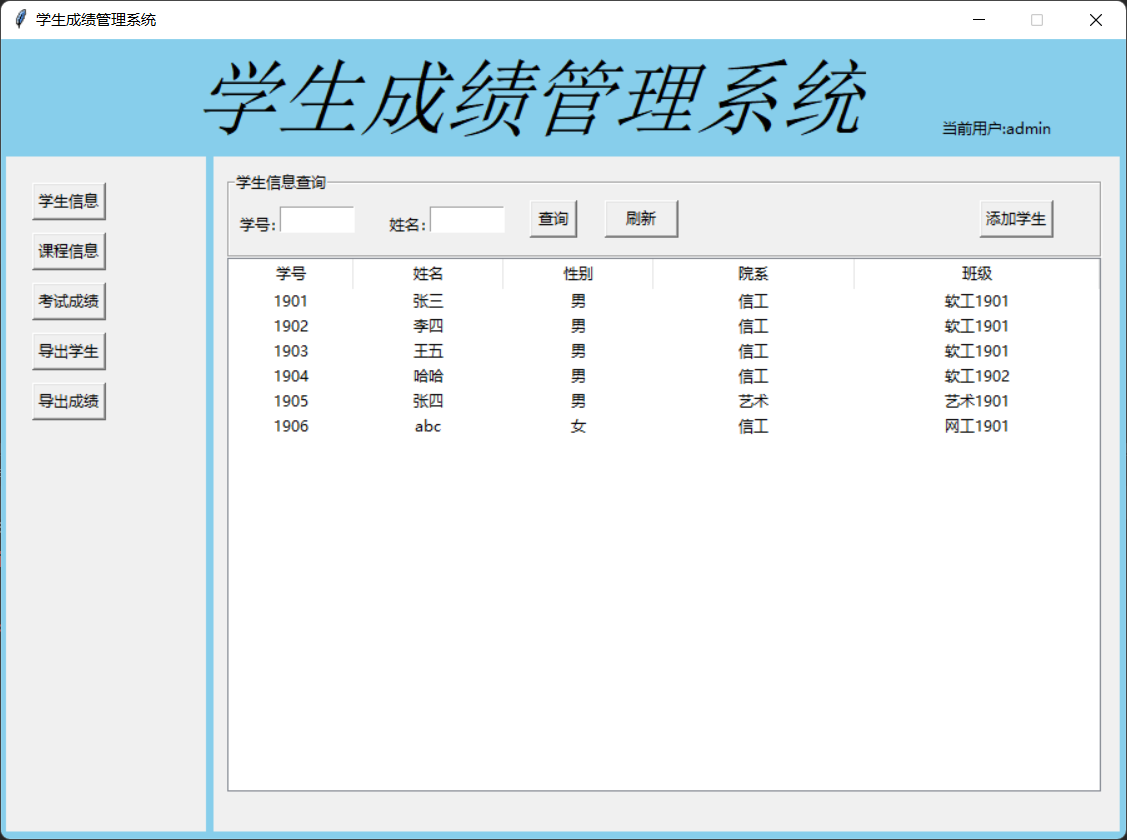 学生成绩管理系统
学生成绩管理系统
当前用户:admin
学生信息
课程信息
考试成绩
导出学生
导出成绩
学生信息查询
学号: 姓名: 查询 刷新 添加学生
学号 姓名 性别 院系 班级
1901 张三 男 信工 软工1901
1902 李四 男 信工 软工1901
1903 王五 男 信工 软工1901
1904 哈哈 男 信工 软工1902
1905 张四 男 艺术 艺术1901
1906 abc 女 信工 网工1901